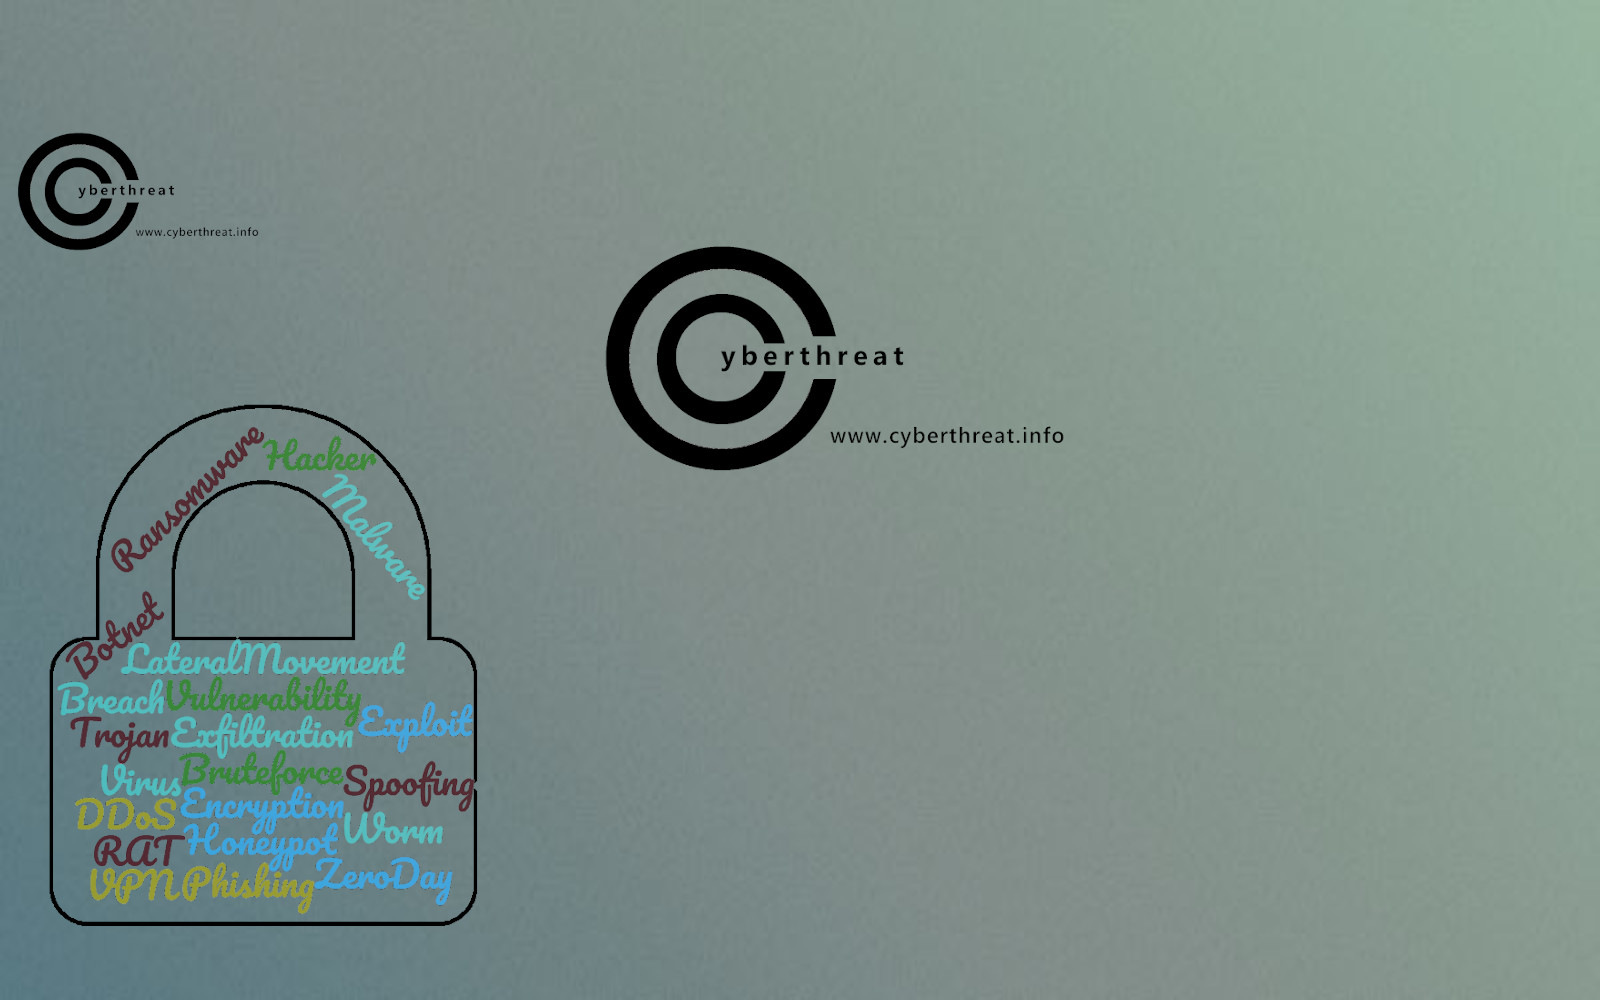 yberthreat
www.cyberthreat.info
yberthreat
www.cyberthreat.info
Ransomware
Hacker
Malware
Botnet
LateralMovement
Breach Vulnerability
Exploit
Trojan Exfiltration
Virus Bruteforce Spoofing
DDoS Encryption
Worm
RAT Honeypot
VPN Phishing ZeroDay